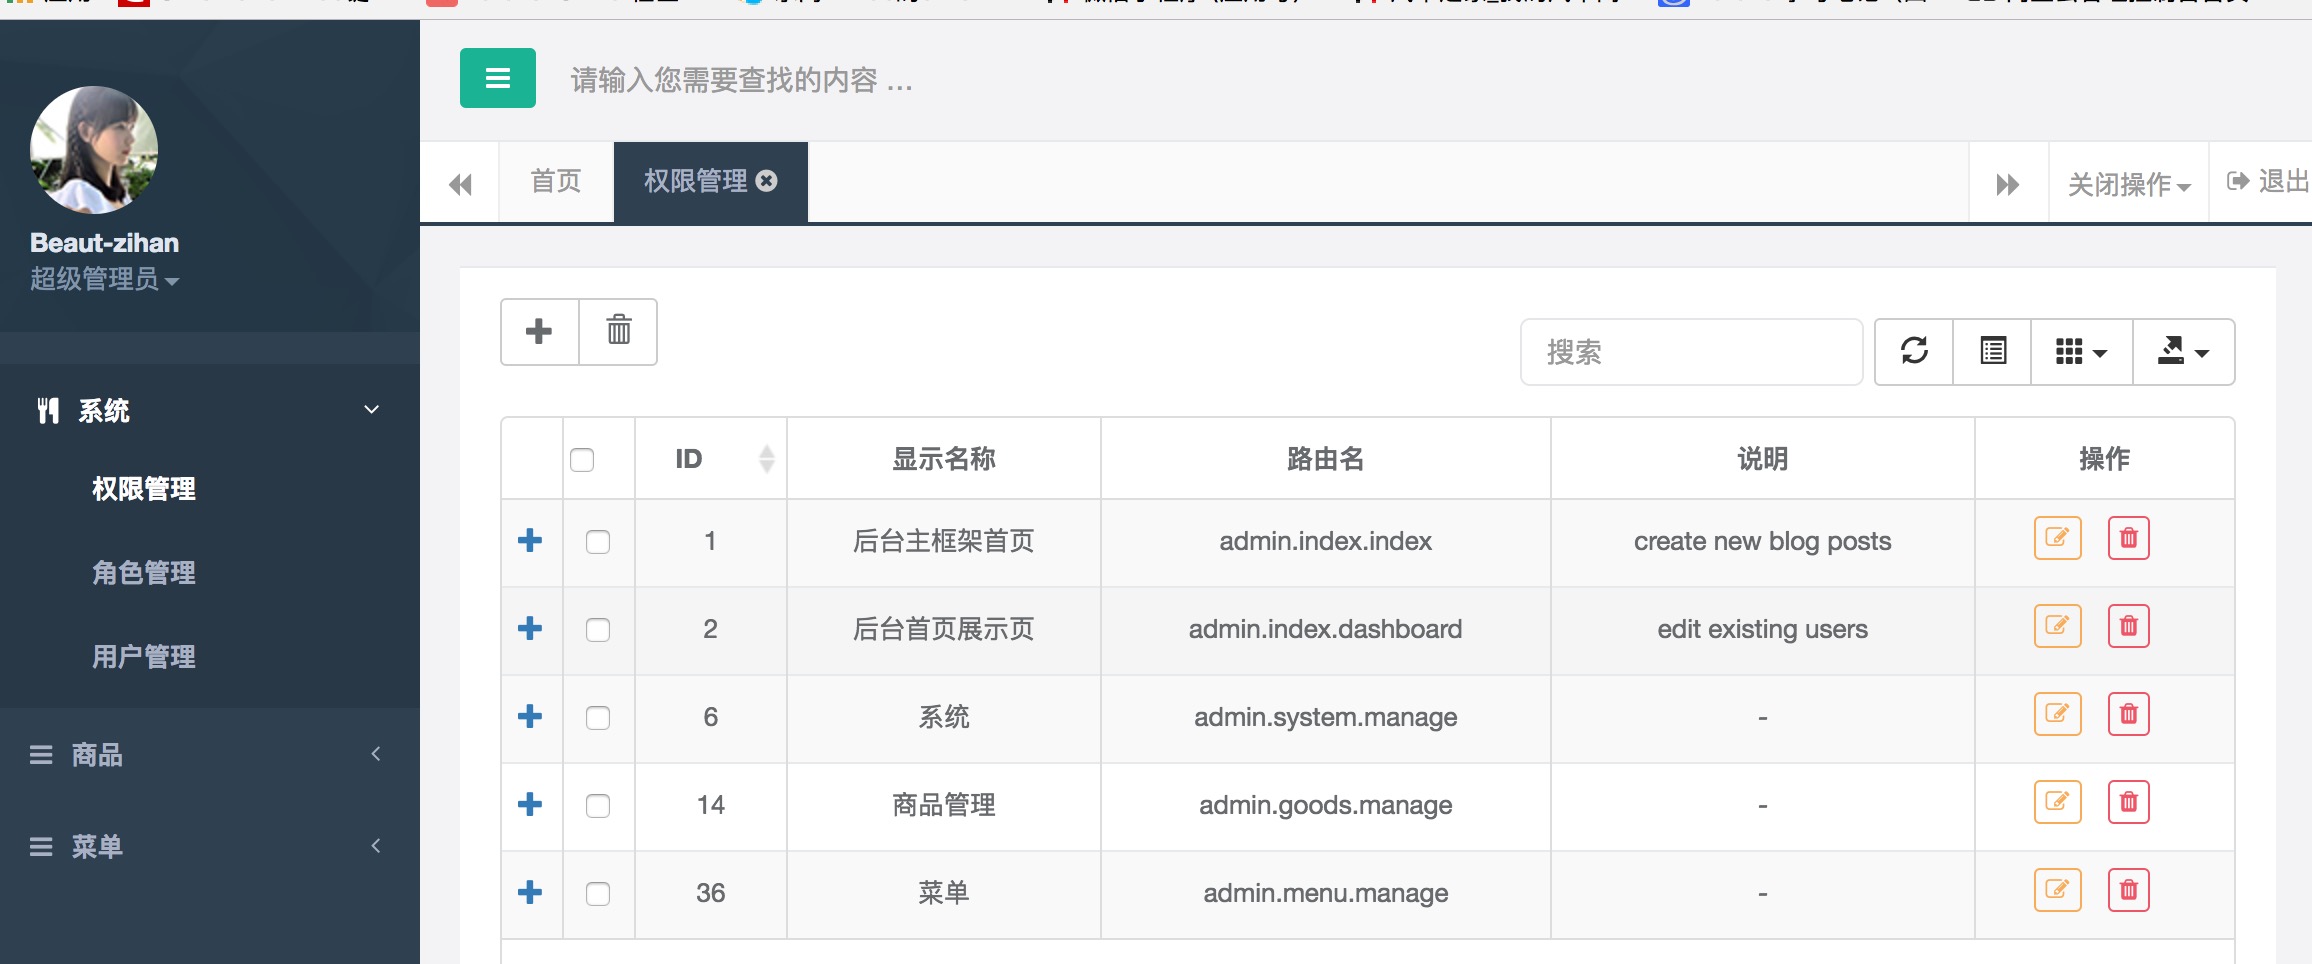 请输入您需要查找的内容 ...
首页
权限管理
关闭操作
退出
Beaut-zihan
超级管理员
系统
权限管理
角色管理
用户管理
商品
菜单
搜索
ID 显示名称 路由名 说明 操作
1 后台主框架首页 admin.index.index create new blog posts
2 后台首页展示页 admin.index.dashboard edit existing users
6 系统 admin.system.manage -
14 商品管理 admin.goods.manage -
36 菜单 admin.menu.manage -